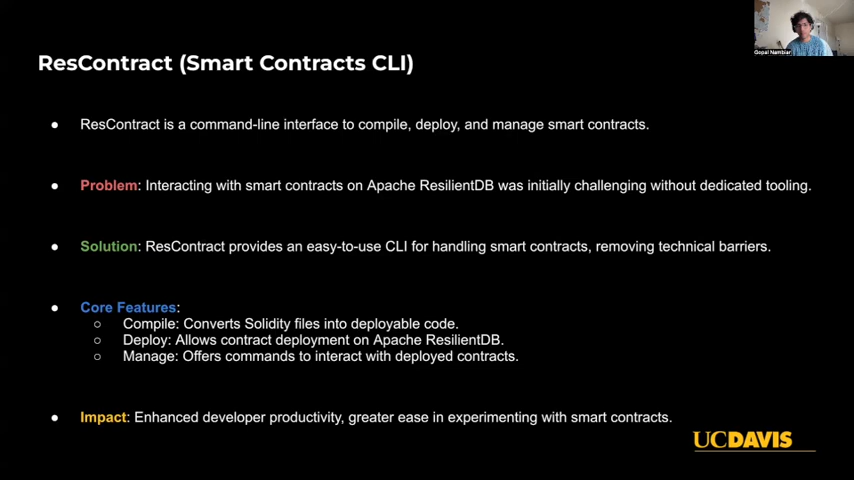 Gopal Nambiar
ResContract (Smart Contracts CLI)
● ResContract is a command-line interface to compile, deploy, and manage smart contracts.
● Problem: Interacting with smart contracts on Apache ResilientDB was initially challenging without dedicated tooling.
● Solution: ResContract provides an easy-to-use CLI for handling smart contracts, removing technical barriers.
● Core Features:
○ Compile: Converts Solidity files into deployable code.
○ Deploy: Allows contract deployment on Apache ResilientDB.
○ Manage: Offers commands to interact with deployed contracts.
● Impact: Enhanced developer productivity, greater ease in experimenting with smart contracts.
UCDAVIS